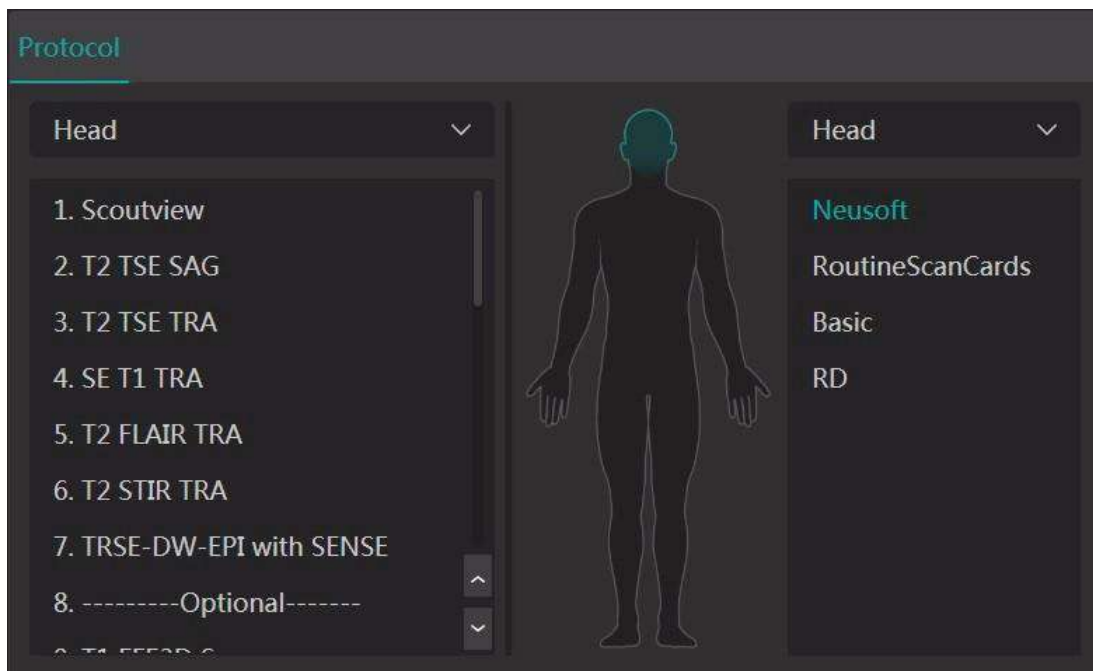 Protocol
Head
1. Scoutview
2. T2 TSE SAG
3. T2 TSE TRA
4. SE T1 TRA
5. T2 FLAIR TRA
6. T2 STIR TRA
7. TRSE-DW-EPI with SENSE
8. ---------Optional-------
Head
Neusoft
RoutineScanCards
Basic
RD